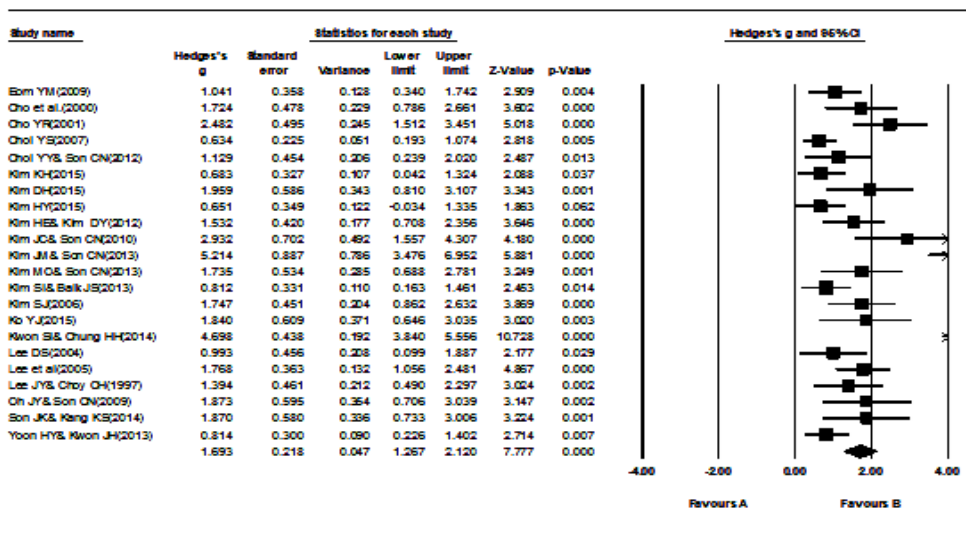 Study name Statistics for each study Hedges's g and 95% CI
Hedges's Standard Lower Upper
g error Variance limit limit Z-Value p-Value
Eom YM(2009) 1.041 0.358 0.128 0.340 1.742 2.909 0.004
Cho et al.(2000) 1.724 0.478 0.229 0.786 2.661 3.602 0.000
Cho YR(2001) 2.482 0.495 0.245 1.512 3.451 5.018 0.000
Choi YS(2007) 0.634 0.225 0.051 0.193 1.074 2.818 0.005
Choi YY& Son CN(2012) 1.129 0.454 0.206 0.239 2.020 2.487 0.013
Kim KH(2015) 0.683 0.327 0.107 0.042 1.324 2.088 0.037
Kim DH(2015) 1.959 0.586 0.343 0.810 3.107 3.343 0.001
Kim HY(2015) 0.651 0.349 0.122 -0.034 1.335 1.863 0.062
Kim HE& Kim DY(2012) 1.532 0.420 0.177 0.708 2.356 3.646 0.000
Kim JC& Son CN(2010) 2.932 0.702 0.492 1.557 4.307 4.180 0.000
Kim JM& Son CN(2013) 5.214 0.887 0.786 3.476 6.952 5.881 0.000
Kim MO& Son CN(2013) 1.735 0.534 0.285 0.688 2.781 3.249 0.001
Kim SI& Baik JS(2013) 0.812 0.331 0.110 0.163 1.461 2.453 0.014
Kim SJ(2006) 1.747 0.451 0.204 0.862 2.632 3.869 0.000
Ko YJ(2015) 1.840 0.609 0.371 0.646 3.035 3.020 0.003
Kwon SI& Chung HH(2014) 4.698 0.438 0.192 3.840 5.556 10.728 0.000
Lee DS(2004) 0.993 0.456 0.208 0.099 1.887 2.177 0.029
Lee et al(2005) 1.768 0.363 0.132 1.056 2.481 4.867 0.000
Lee JY& Choy CH(1997) 1.394 0.461 0.212 0.490 2.297 3.024 0.002
Oh JY& Son CN(2009) 1.873 0.595 0.354 0.706 3.039 3.147 0.002
Son JK& Kang KS(2014) 1.870 0.580 0.336 0.733 3.006 3.224 0.001
Yoon HY& Kwon JH(2013) 0.814 0.300 0.090 0.226 1.402 2.714 0.007
1.693 0.218 0.047 1.267 2.120 7.777 0.000
-4.00 -2.00 0.00 2.00 4.00
Favours A Favours B